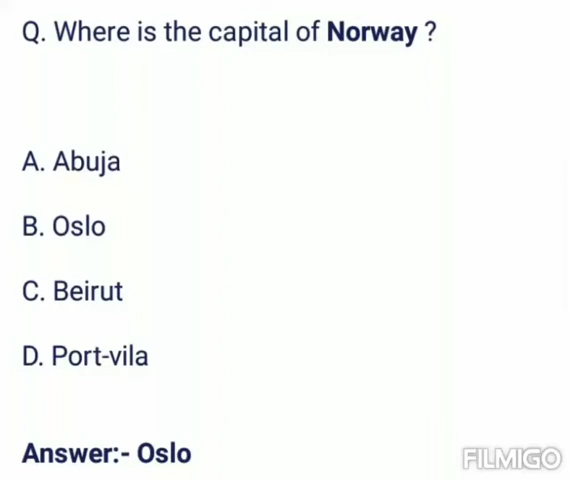 Q. Where is the capital of Norway ?
A. Abuja
B. Oslo
C. Beirut
D. Port-vila
Answer:- Oslo
FILMIGO